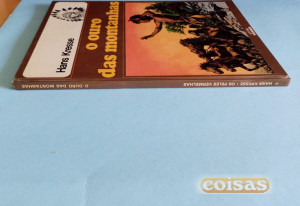 Hans Kresse
o ouro
das montanhas
O OURO DAS MONTANHAS
HANS KRESSE - OS PELES VERMELHAS
coisas